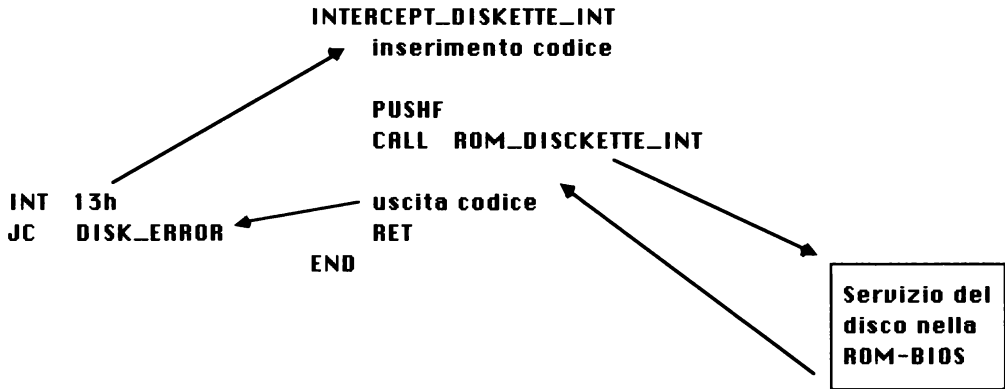 INTERCEPT_DISKETTE_INT
inserimento codice
PUSHF
CALL ROM_DISCKETTE_INT
INT 13h
JC DISK_ERROR
uscita codice
RET
END
Servizio del
disco nella
ROM-BIOS